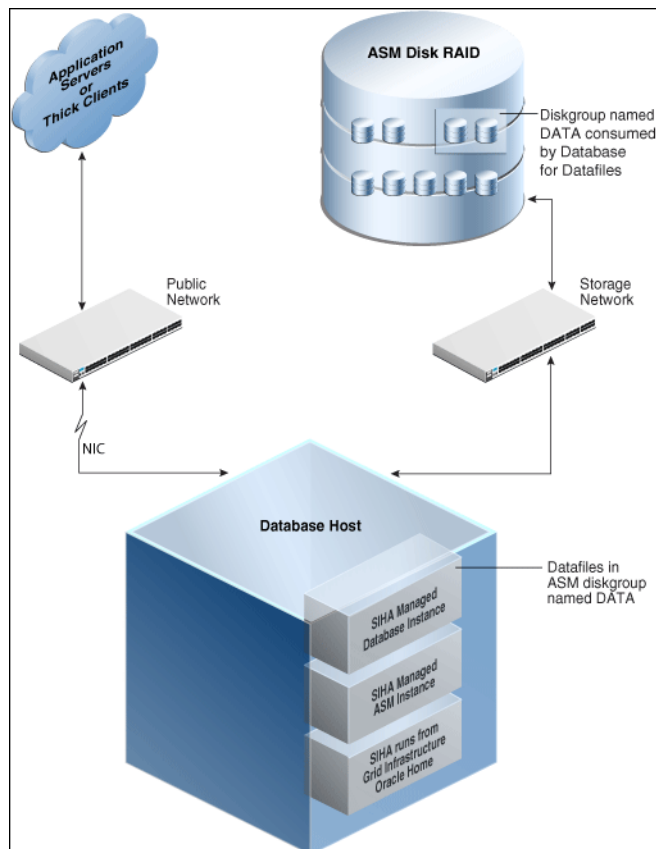 Application
Servers
or
Thick Clients
ASM Disk RAID
Diskgroup named
DATA consumed
by Database
for Datafiles
Public
Network
Storage
Network
NIC
Database Host
Datafiles in
ASM diskgroup
named DATA
SIHA Managed
Database Instance
SIHA Managed
ASM Instance
SIHA runs from
Grid Infrastructure
Oracle Home